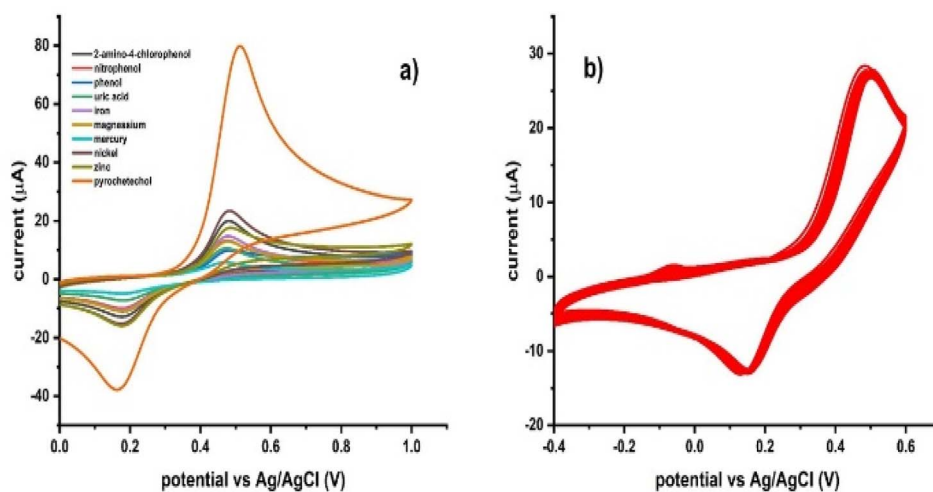 a)
80
60
40
20
0
-20
-40
current (μA)
2-amino-4-chlorophenol
nitrophenol
phenol
uric acid
iron
magnessium
mercury
nickel
zinc
pyrochetechol
0.0 0.2 0.4 0.6 0.8 1.0
potential vs Ag/AgCl (V)
b)
30
20
10
0
-10
-20
current (μA)
-0.4 -0.2 0.0 0.2 0.4 0.6
potential vs Ag/AgCl (V)